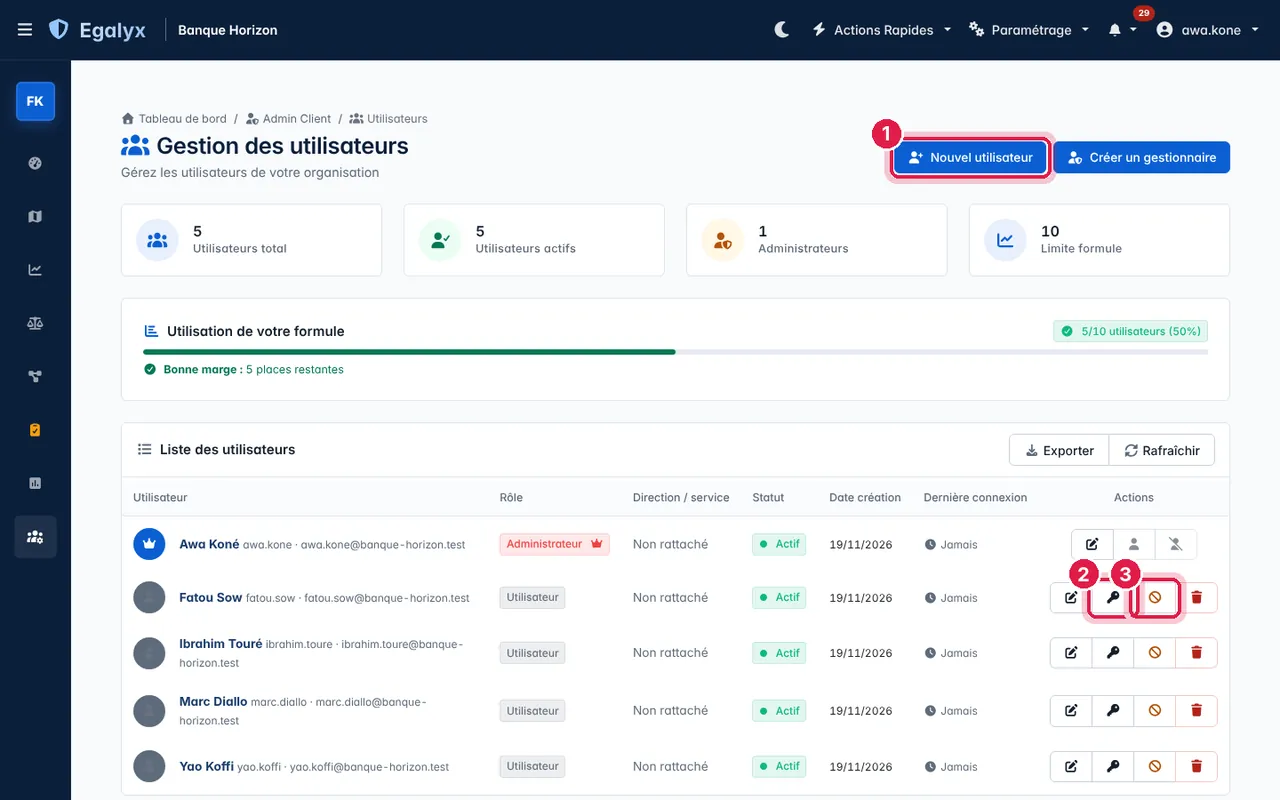 Egalyx
Banque Horizon
Actions Rapides
Paramétrage
29
awa.kone
FK
Tableau de bord / Admin Client / Utilisateurs
Gestion des utilisateurs
Gérez les utilisateurs de votre organisation
1
Nouvel utilisateur
Créer un gestionnaire
5
Utilisateurs total
5
Utilisateurs actifs
1
Administrateurs
10
Limite formule
Utilisation de votre formule
5/10 utilisateurs (50%)
Bonne marge : 5 places restantes
Liste des utilisateurs
Exporter
Rafraîchir
Utilisateur Rôle Direction / service Statut Date création Dernière connexion Actions
Awa Koné awa.kone · awa.kone@banque-horizon.test Administrateur Non rattaché Actif 19/11/2026 Jamais
2 3
Fatou Sow fatou.sow · fatou.sow@banque-horizon.test Utilisateur Non rattaché Actif 19/11/2026 Jamais
Ibrahim Touré ibrahim.toure · ibrahim.toure@banque-
horizon.test
Utilisateur Non rattaché Actif 19/11/2026 Jamais
Marc Diallo marc.diallo · marc.diallo@banque-
horizon.test
Utilisateur Non rattaché Actif 19/11/2026 Jamais
Yao Koffi yao.koffi · yao.koffi@banque-horizon.test Utilisateur Non rattaché Actif 19/11/2026 Jamais